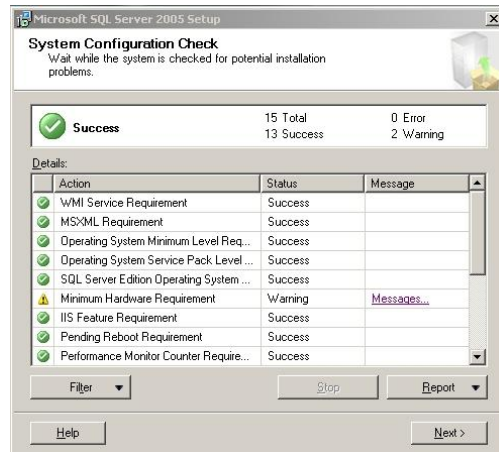 Microsoft SQL Server 2005 Setup
System Configuration Check
Wait while the system is checked for potential installation
problems.
Success
15 Total
0 Error
13 Success
2 Warning
Details:
Action Status Message
WMI Service Requirement Success
MSXML Requirement Success
Operating System Minimum Level Req... Success
Operating System Service Pack Level ... Success
SQL Server Edition Operating System ... Success
Minimum Hardware Requirement Warning Messages...
IIS Feature Requirement Success
Pending Reboot Requirement Success
Performance Monitor Counter Require... Success
Filter
Stop
Report
Help
Next >